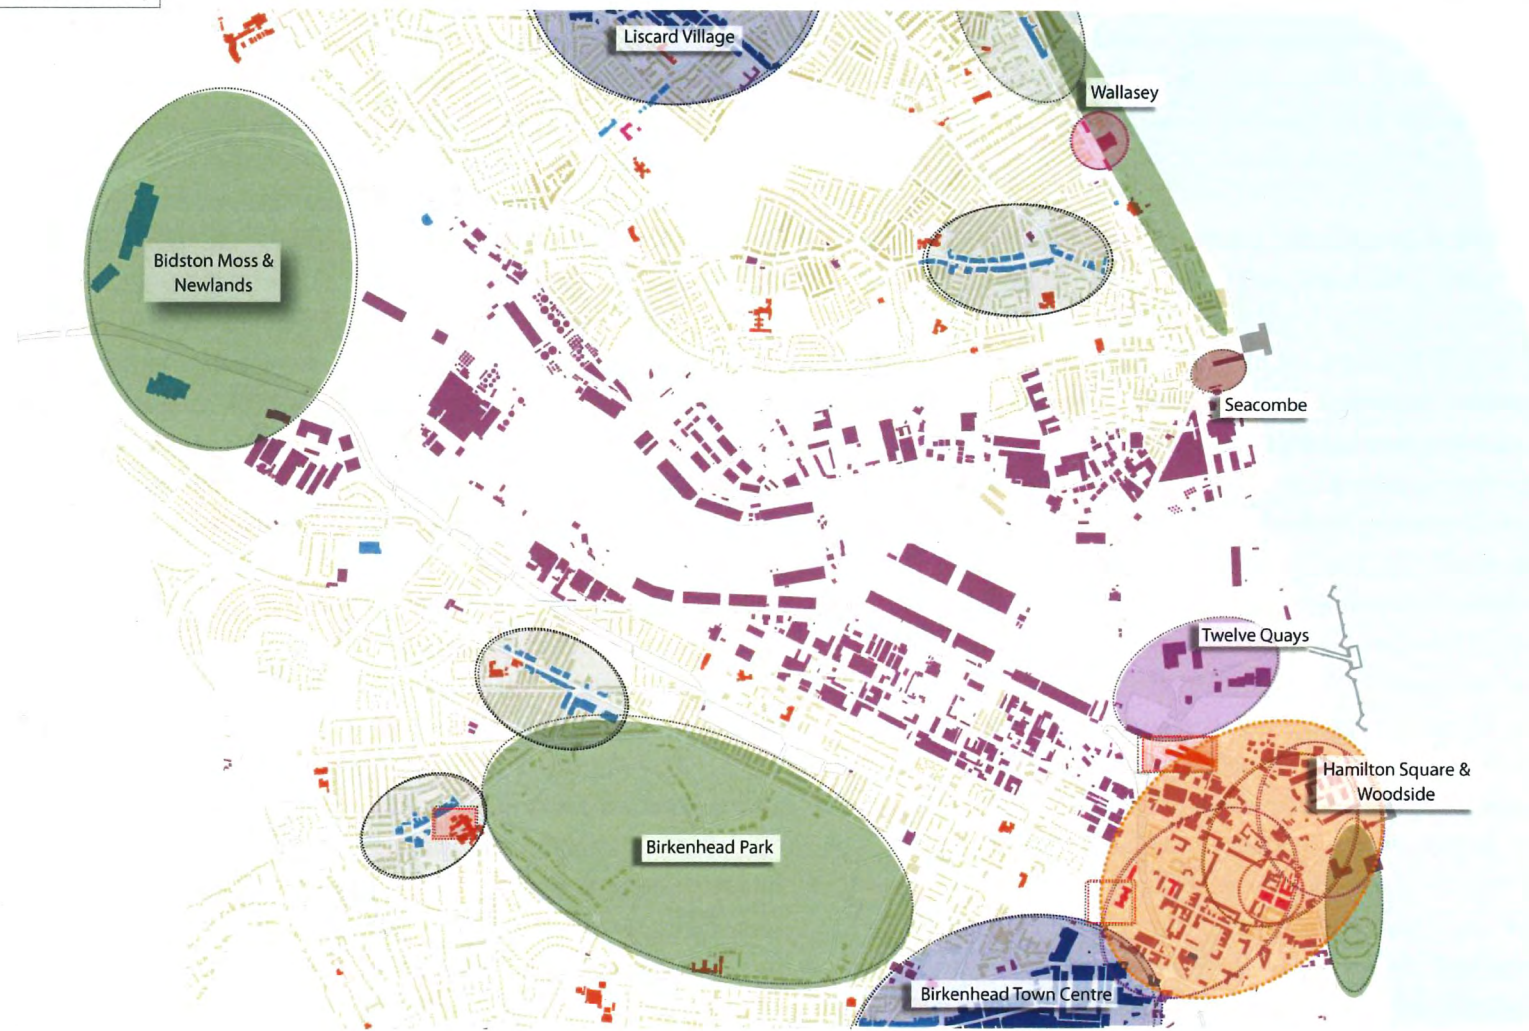 Liscard Village
Wallasey
Bidston Moss &
Newlands
Seacombe
Twelve Quays
Hamilton Square &
Woodside
Birkenhead Park
Birkenhead Town Centre